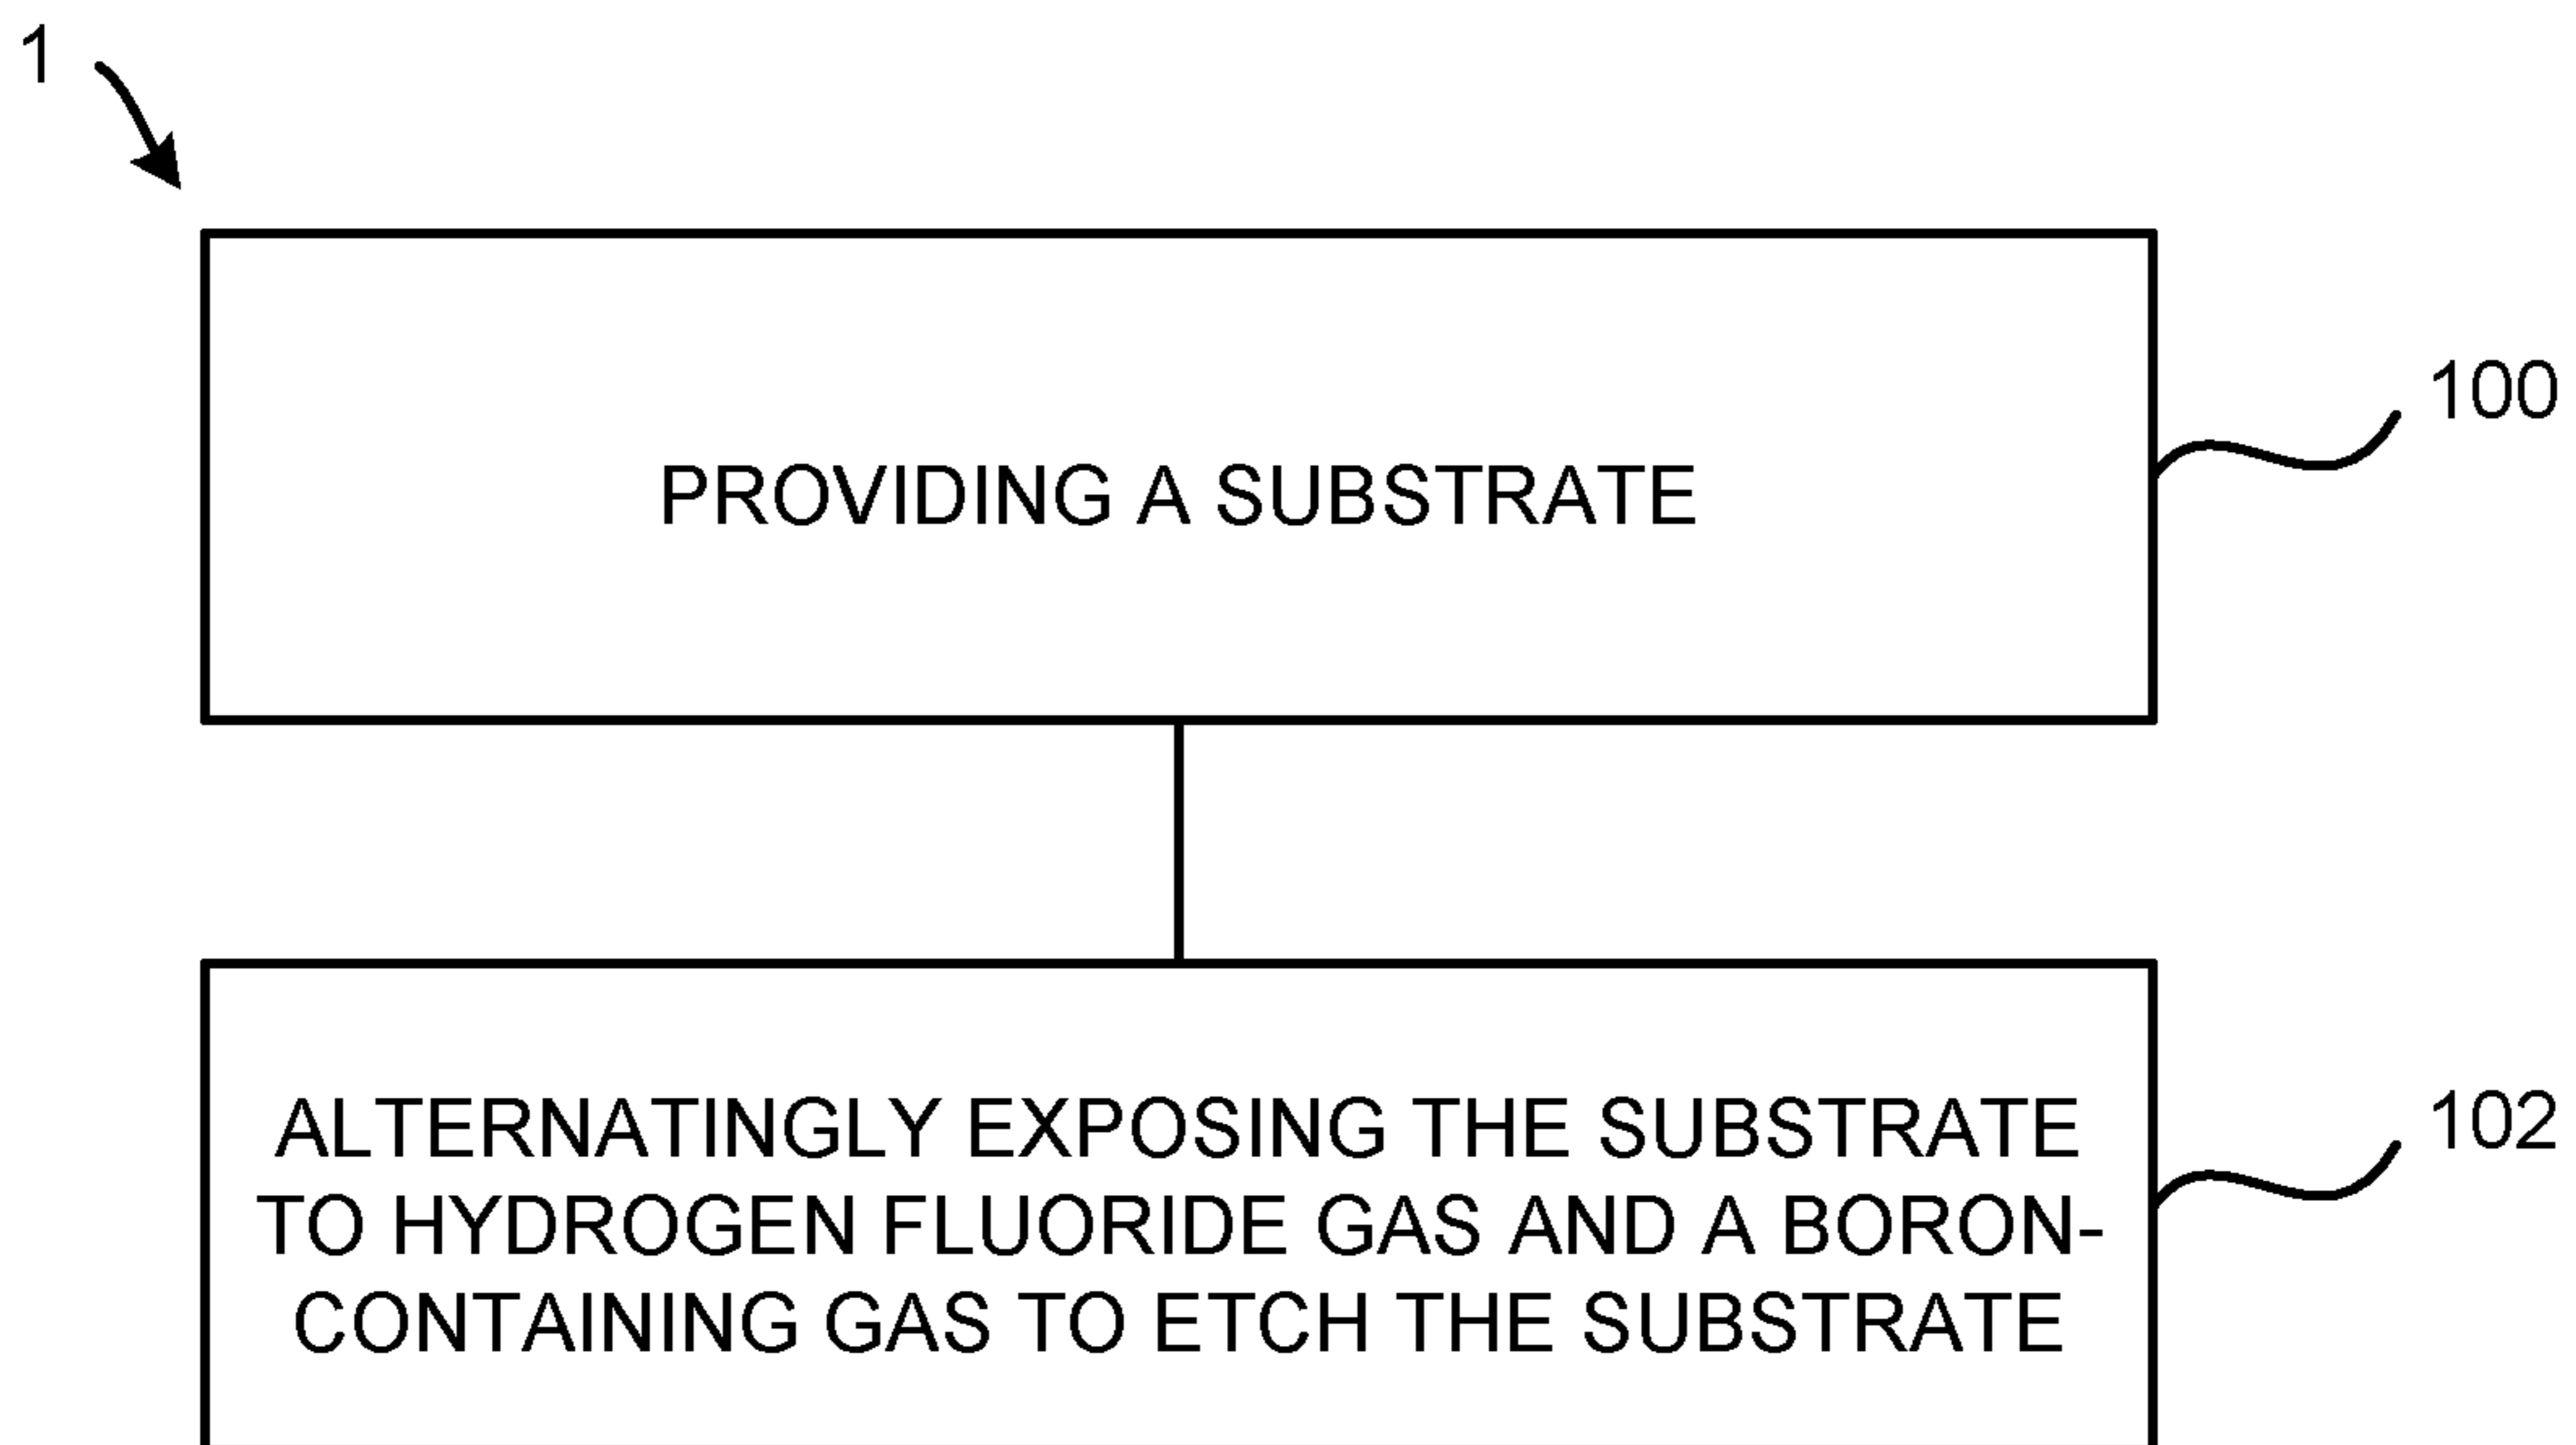 1
100
PROVIDING A SUBSTRATE
102
ALTERNATINGLY EXPOSING THE SUBSTRATE
TO HYDROGEN FLUORIDE GAS AND A BORON-
CONTAINING GAS TO ETCH THE SUBSTRATE